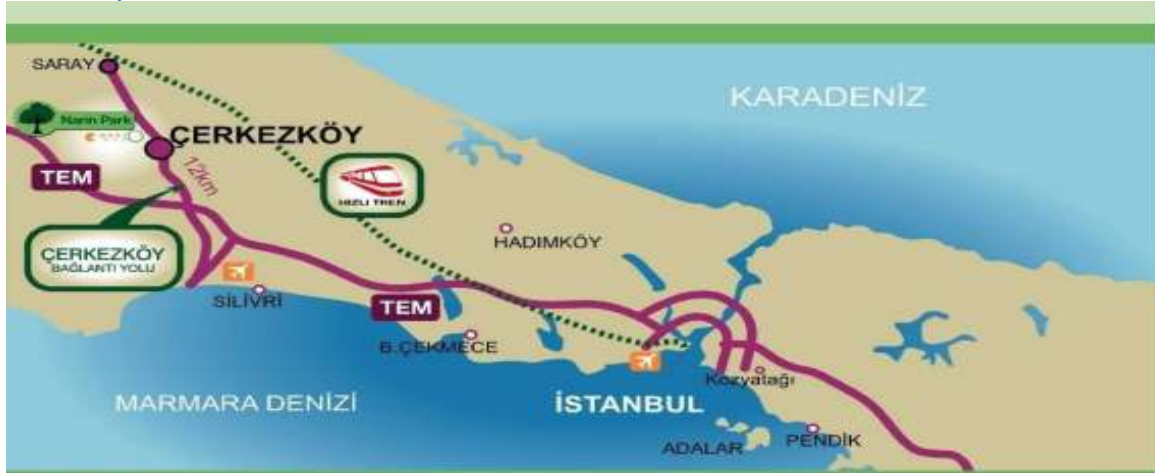 SARAY
KARADENİZ
Narin Park
ÇERKEZKÖY
12km
TEM
HIZLI TREN
HADIMKÖY
ÇERKEZKÖY
BAĞLANTI YOLU
SİLİVRİ
TEM
B.ÇEKMECE
Kozyatağı
MARMARA DENİZİ
İSTANBUL
ADALAR
PENDİK